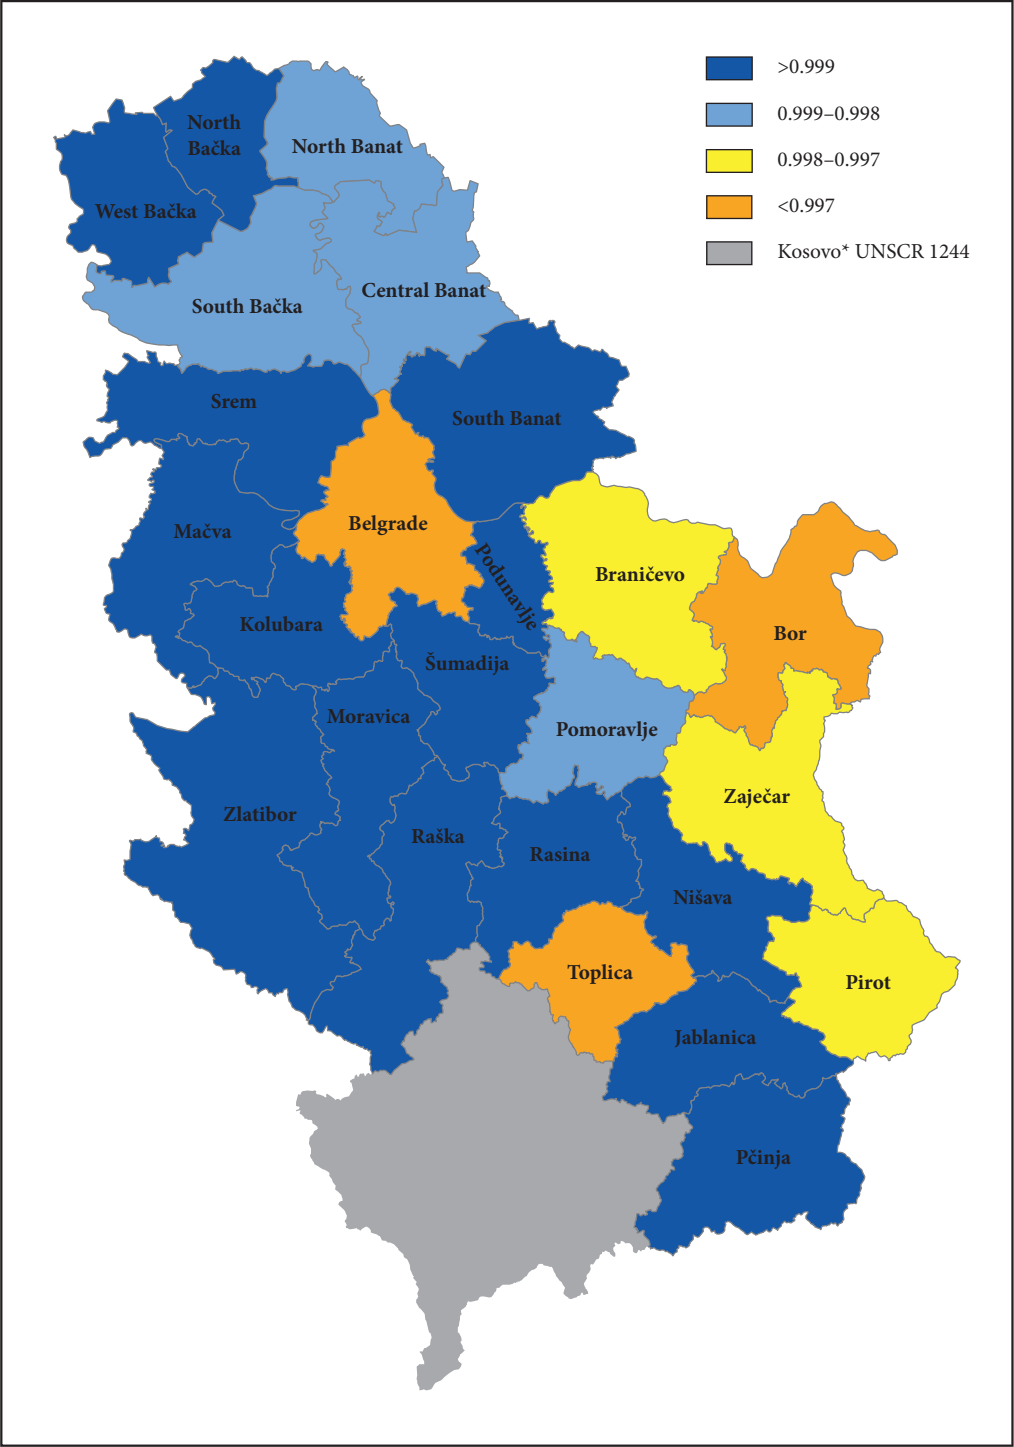 >0.999
0.999–0.998
0.998–0.997
<0.997
Kosovo* UNSCR 1244
North
Bačka
North Banat
West Bačka
Central Banat
South Bačka
Srem
South Banat
Mačva
Belgrade
Podunavlje
Braničevo
Kolubara
Bor
Šumadija
Moravica
Pomoravlje
Zaječar
Zlatibor
Raška
Rasina
Nišava
Toplica
Pirot
Jablanica
Pčinja